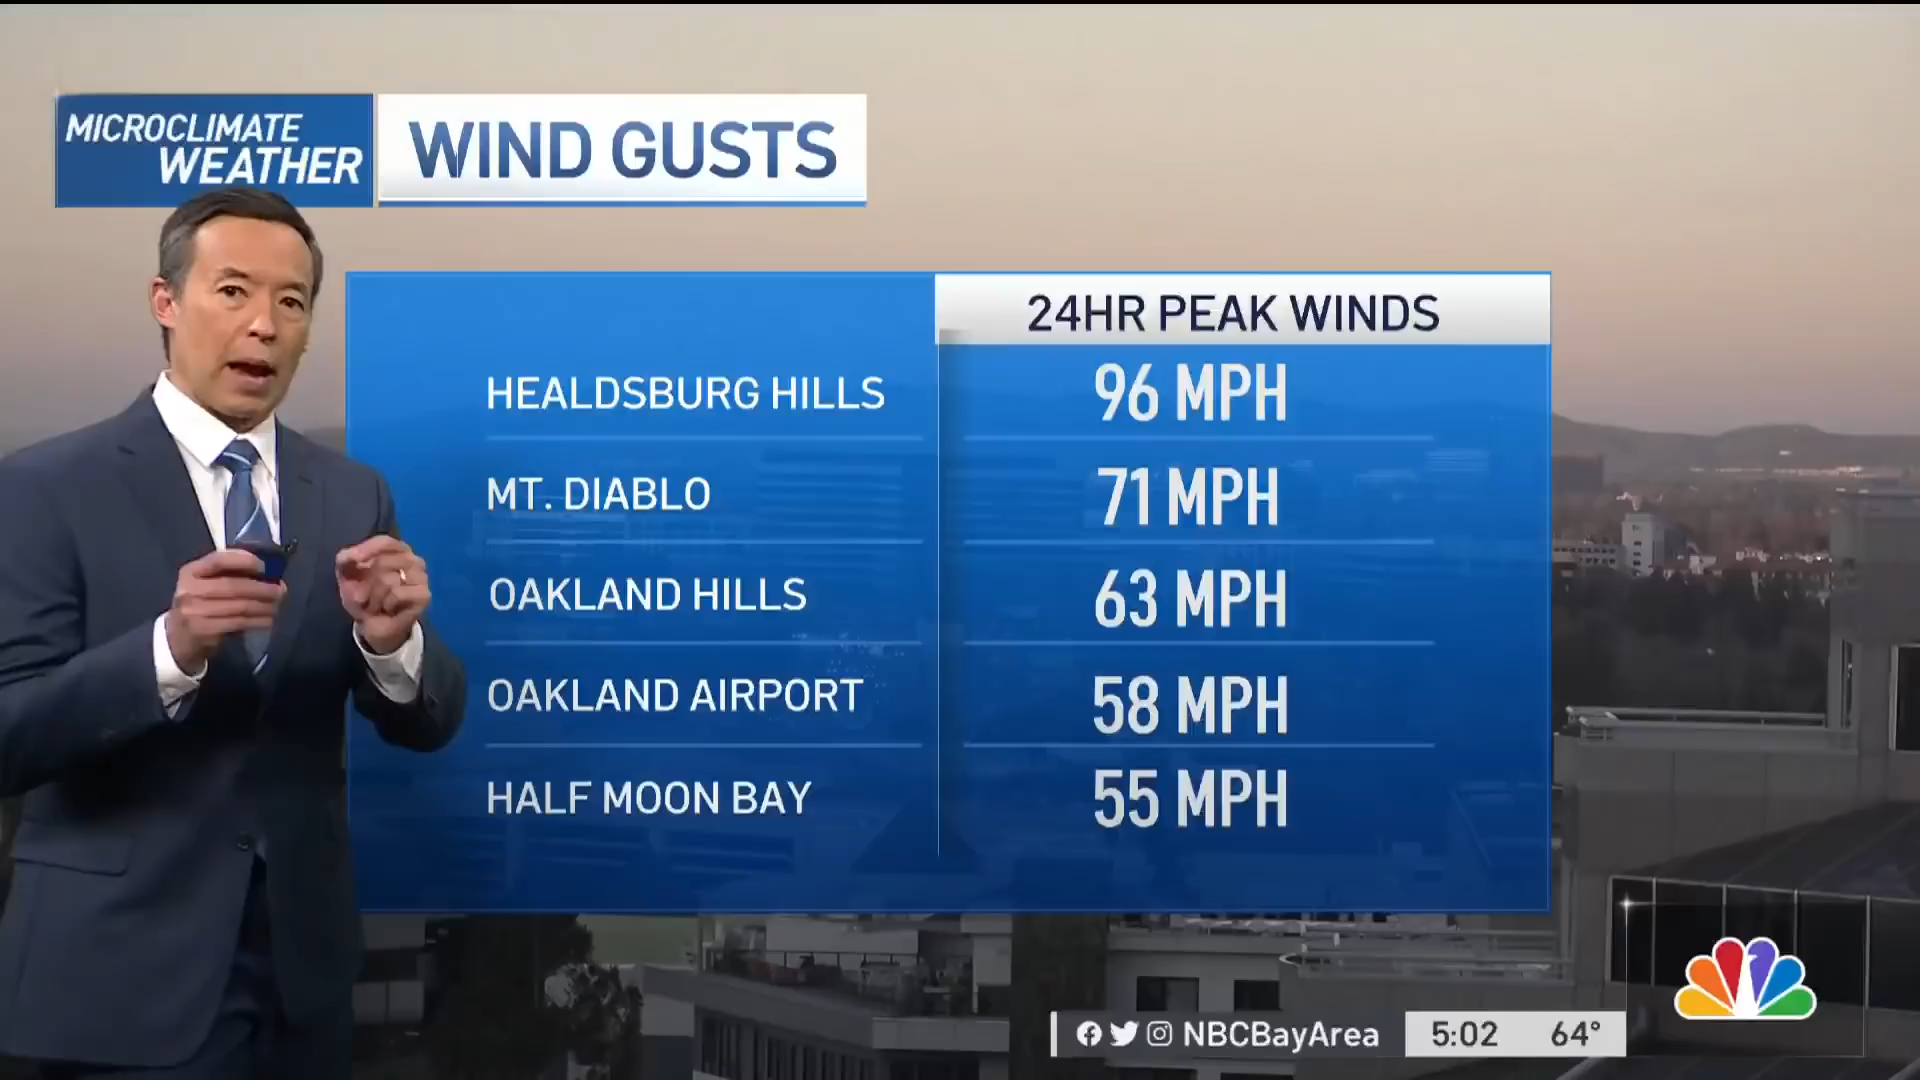 MICROCLIMATE
WEATHER
WIND GUSTS
24HR PEAK WINDS
HEALDSBURG HILLS 96 MPH
MT. DIABLO 71 MPH
OAKLAND HILLS 63 MPH
OAKLAND AIRPORT 58 MPH
HALF MOON BAY 55 MPH
NBCBayArea 5:02 64°